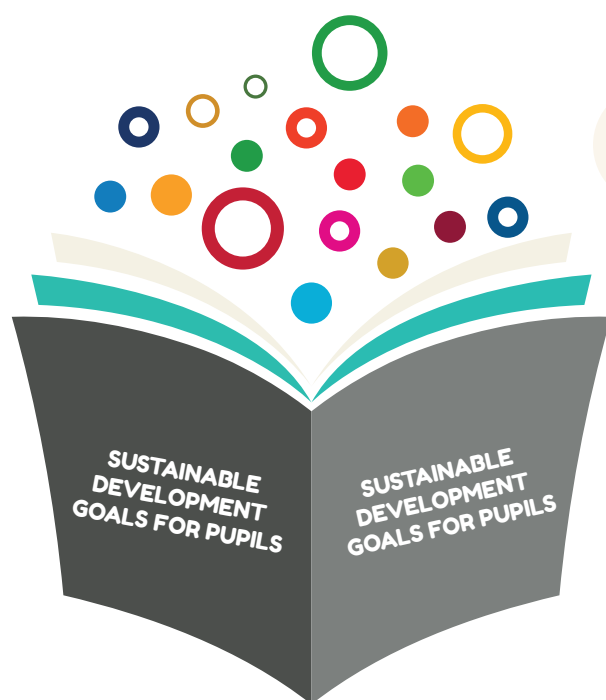 SUSTAINABLE
DEVELOPMENT
GOALS FOR PUPILS
SUSTAINABLE
DEVELOPMENT
GOALS FOR PUPILS